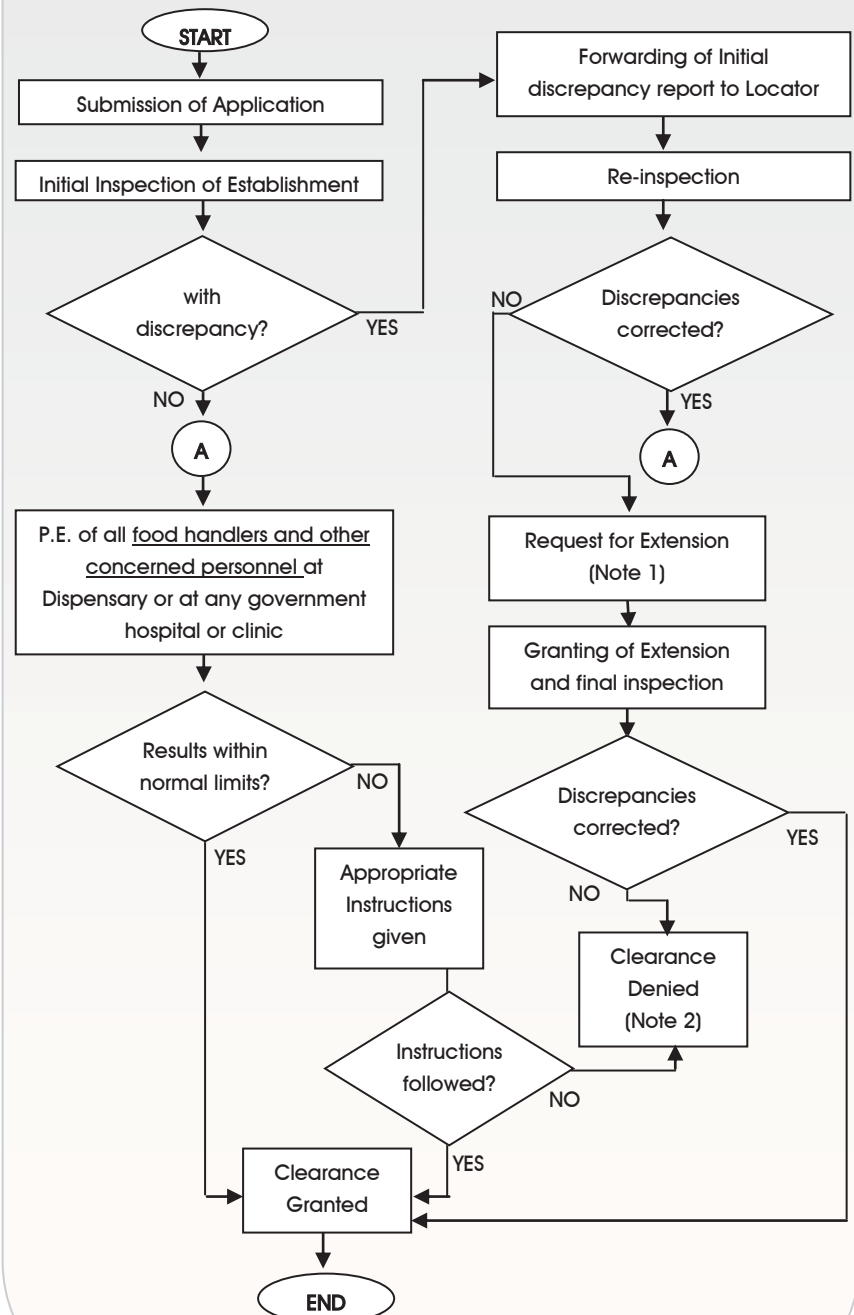 START
Submission of Application
Initial Inspection of Establishment
with
discrepancy?
YES
NO
A
P.E. of all food handlers and other
concerned personnel at
Dispensary or at any government
hospital or clinic
Results within
normal limits?
NO
YES
Appropriate
Instructions
given
Instructions
followed?
NO
YES
Clearance
Granted
END
Forwarding of Initial
discrepancy report to Locator
Re-inspection
Discrepancies
corrected?
NO
YES
A
Request for Extension
(Note 1)
Granting of Extension
and final inspection
Discrepancies
corrected?
YES
NO
Clearance
Denied
(Note 2)